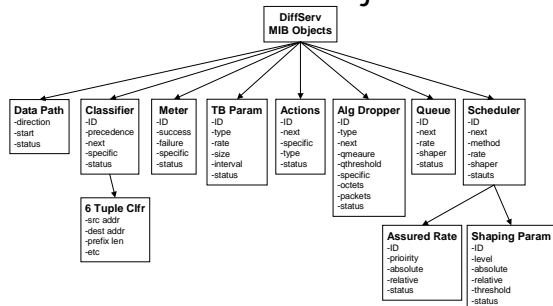 DiffServ
MIB Objects
Data Path
-direction
-start
-status
Classifier
-ID
-precedence
-next
-specific
-status
Meter
-ID
-success
-failure
-specific
-status
TB Param
-ID
-type
-rate
-size
-interval
-status
Actions
-ID
-next
-specific
-type
-status
Alg Dropper
-ID
-type
-next
-qmeaure
-qthreshold
-specific
-octets
-packets
-status
Queue
-ID
-next
-rate
-shaper
-status
Scheduler
-ID
-next
-method
-rate
-shaper
-stauts
6 Tuple Clfr
-src addr
-dest addr
-prefix len
-etc
Assured Rate
-ID
-prioirity
-absolute
-relative
-status
Shaping Param
-ID
-level
-absolute
-relative
-threshold
-status